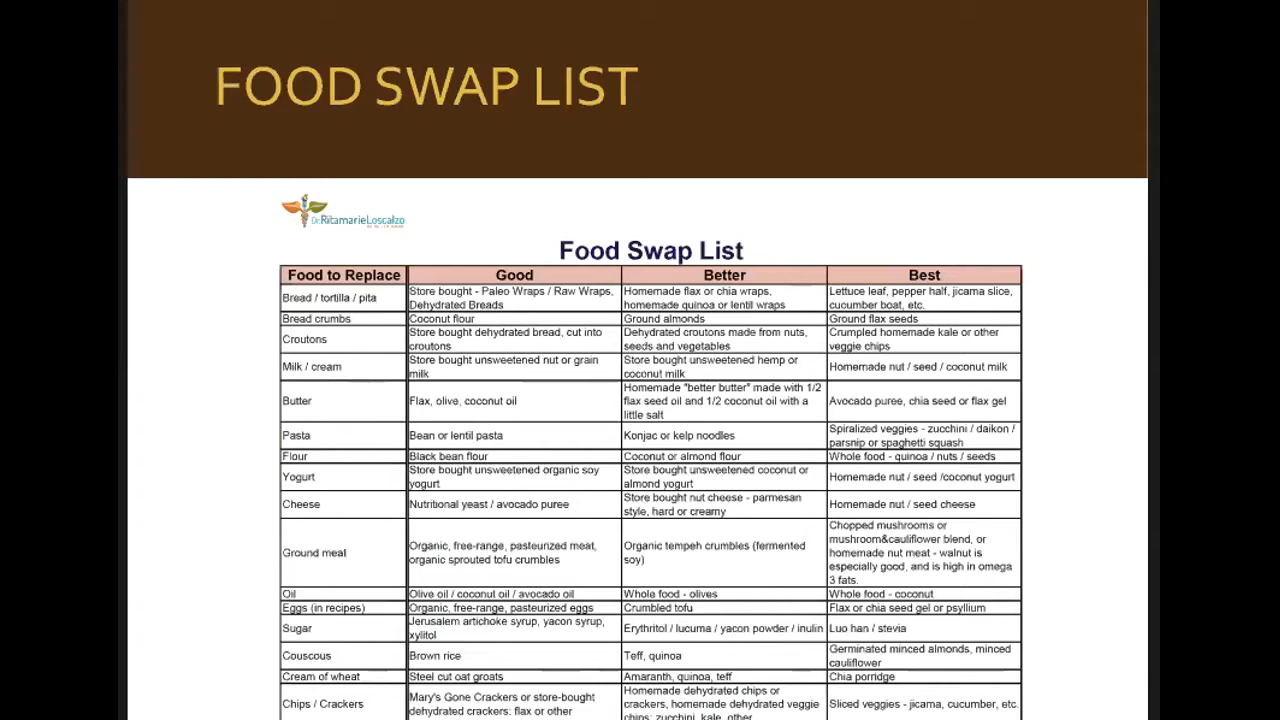 FOOD SWAP LIST
Dr.RitamarieLoscalzo
Food Swap List
Food to Replace Good Better Best
Bread / tortilla / pita
Store bought - Paleo Wraps / Raw Wraps,
Dehydrated Breads
Homemade flax or chia wraps,
homemade quinoa or lentil wraps
Lettuce leaf, pepper half, jicama slice,
cucumber boat, etc.
Bread crumbs Coconut flour Ground almonds Ground flax seeds
Croutons
Store bought dehydrated bread, cut into
croutons
Dehydrated croutons made from nuts,
seeds and vegetables
Crumpled homemade kale or other
veggie chips
Milk / cream
Store bought unsweetened nut or grain
milk
Store bought unsweetened hemp or
coconut milk
Homemade nut / seed / coconut milk
Butter
Flax, olive, coconut oil
Homemade "better butter" made with 1/2
flax seed oil and 1/2 coconut oil with a
little salt
Avocado puree, chia seed or flax gel
Pasta
Bean or lentil pasta
Konjac or kelp noodles
Spiralized veggies - zucchini / daikon /
parsnip or spaghetti squash
Flour Black bean flour Coconut or almond flour Whole food - quinoa / nuts / seeds
Yogurt
Store bought unsweetened organic soy
yogurt
Store bought unsweetened coconut or
almond yogurt
Homemade nut / seed /coconut yogurt
Cheese
Nutritional yeast / avocado puree
Store bought nut cheese - parmesan
style, hard or creamy
Homemade nut / seed cheese
Ground meat
Organic, free-range, pasteurized meat,
organic sprouted tofu crumbles
Organic tempeh crumbles (fermented
soy)
Chopped mushrooms or
mushroom&cauliflower blend, or
homemade nut meat - walnut is
especially good, and is high in omega
3 fats.
Oil Olive oil / coconut oil / avocado oil Whole food - olives Whole food - coconut
Eggs (in recipes) Organic, free-range, pasteurized eggs Crumbled tofu Flax or chia seed gel or psyllium
Sugar
Jerusalem artichoke syrup, yacon syrup,
xylitol
Erythritol / lucuma / yacon powder / inulin
Luo han / stevia
Couscous
Brown rice
Teff, quinoa
Germinated minced almonds, minced
cauliflower
Cream of wheat Steel cut oat groats Amaranth, quinoa, teff Chia porridge
Chips / Crackers
Mary's Gone Crackers or store-bought
dehydrated crackers: flax or other
Homemade dehydrated chips or
crackers, homemade dehydrated veggie
chips: zucchini, kale, other
Sliced veggies - jicama, cucumber, etc.